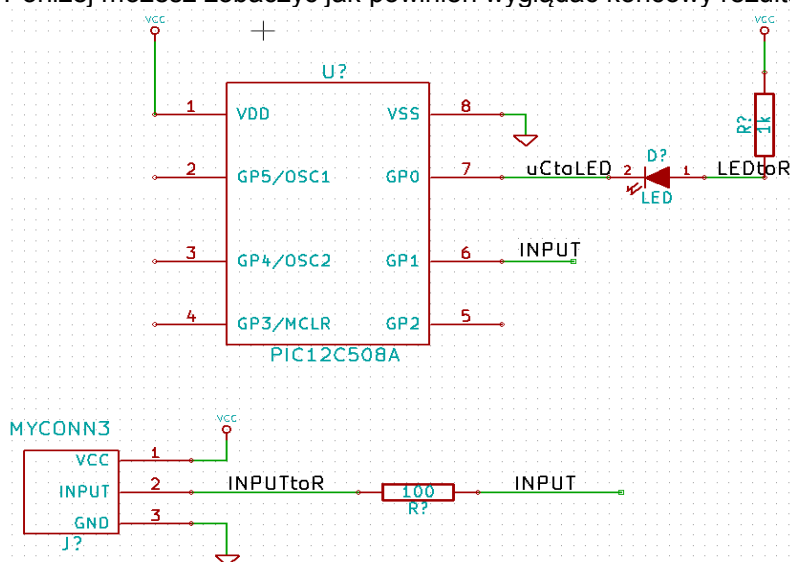 Poniżej możesz zobaczyć jak powinien wyglądać końcowy
VCC
VCC
U?
1 VDD VSS 8
R? 1k
2 GP5/OSC1 GP0 7 uCtoLED 2 D? 1 LEDtoR
LED
3 GP4/OSC2 GP1 6 INPUT
4 GP3/MCLR GP2 5
PIC12C508A
MYCONN3
VCC
VCC 1
INPUT 2 INPUTtoR 100 INPUT
R?
GND 3
J?